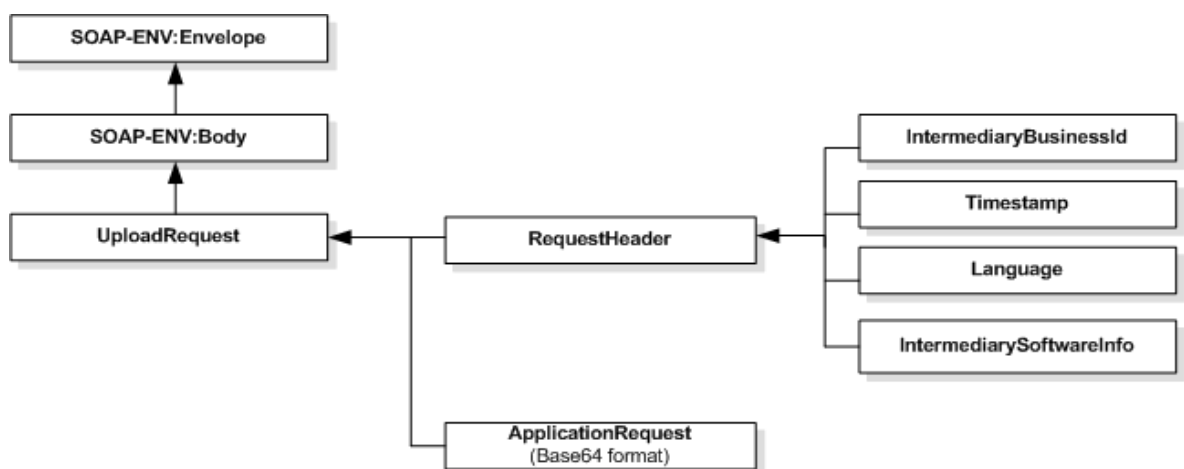 SOAP-ENV:Envelope
SOAP-ENV:Body
UploadRequest
RequestHeader
ApplicationRequest
(Base64 format)
IntermediaryBusinessId
Timestamp
Language
IntermediarySoftwareInfo